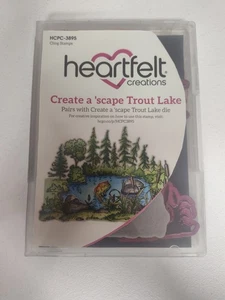 HCPC-3895
Cling Stamps
heartfelt
creations
Create a 'scape Trout Lake
Pairs with Create a 'scape Trout Lake die